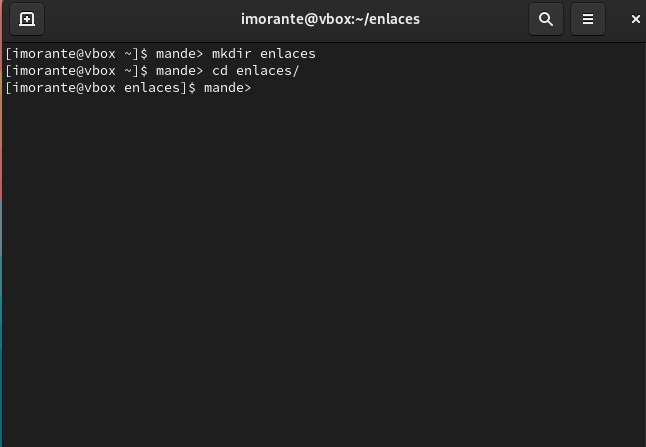 imorante@vbox:~/enlaces
[imorante@vbox ~]$ mande> mkdir enlaces
[imorante@vbox ~]$ mande> cd enlaces/
[imorante@vbox enlaces]$ mande>